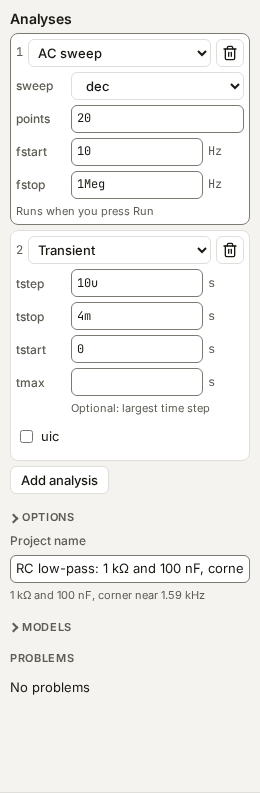 Analyses
1 AC sweep
sweep dec
points 20
fstart 10 Hz
fstop 1Meg Hz
Runs when you press Run
2 Transient
tstep 10u s
tstop 4m s
tstart 0 s
tmax s
Optional: largest time step
uic
Add analysis
OPTIONS
Project name
RC low-pass: 1 kΩ and 100 nF, corne
1 kΩ and 100 nF, corner near 1.59 kHz
MODELS
PROBLEMS
No problems